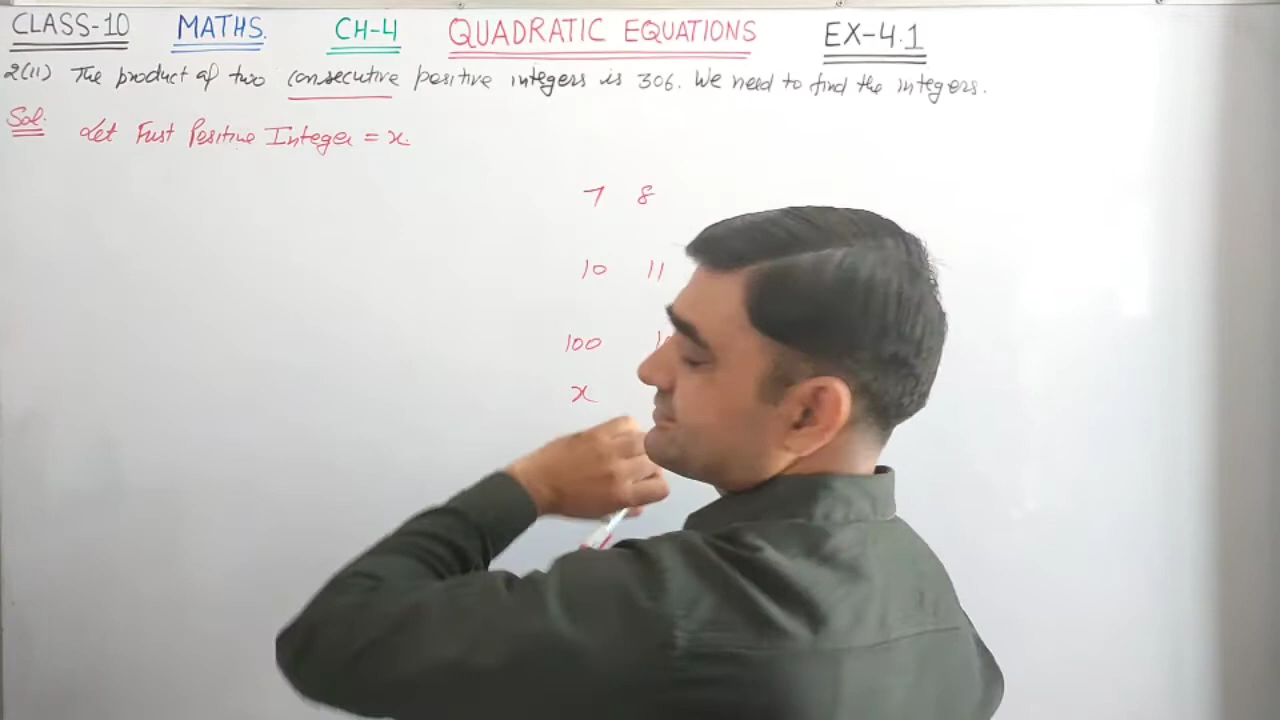 CLASS-10 MATHS. CH-4 QUADRATIC EQUATIONS EX-4.1
2(ii) The product of two consecutive positive integers is 306. We need to find the integers.
Sol. Let First Positive Integer = x.
7 8
10 11
100
x